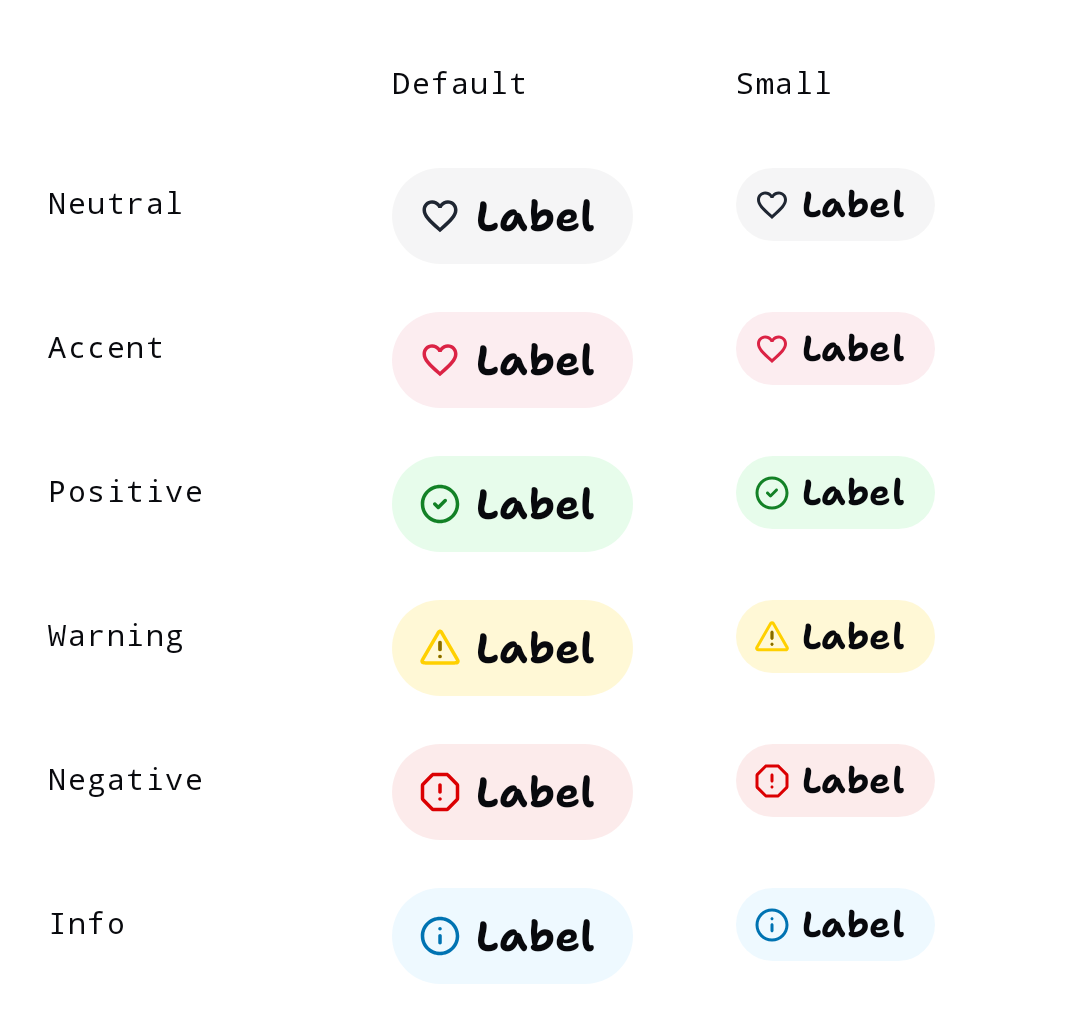 Default Small
Neutral Label Label
Accent Label Label
Positive Label Label
Warning Label Label
Negative Label Label
Info Label Label